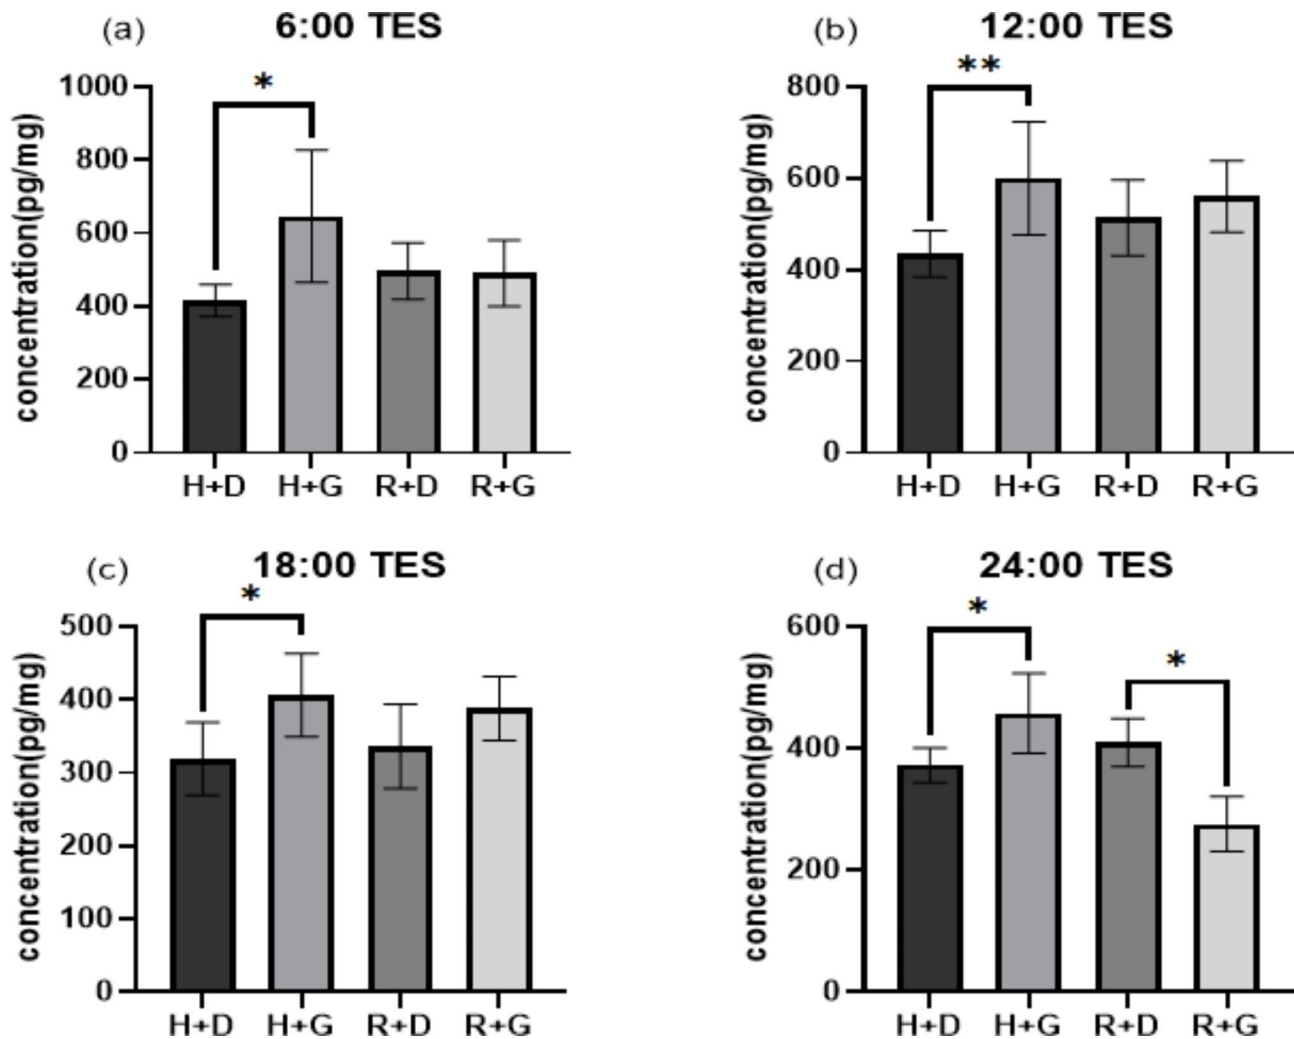 (a) 6:00 TES
concentration(pg/mg)
1000
800
600
400
200
0
*
H+D H+G R+D R+G
(b) 12:00 TES
concentration(pg/mg)
800
600
400
200
0
**
H+D H+G R+D R+G
(c) 18:00 TES
concentration(pg/mg)
500
400
300
200
100
0
*
H+D H+G R+D R+G
(d) 24:00 TES
concentration(pg/mg)
600
400
200
0
*
*
H+D H+G R+D R+G